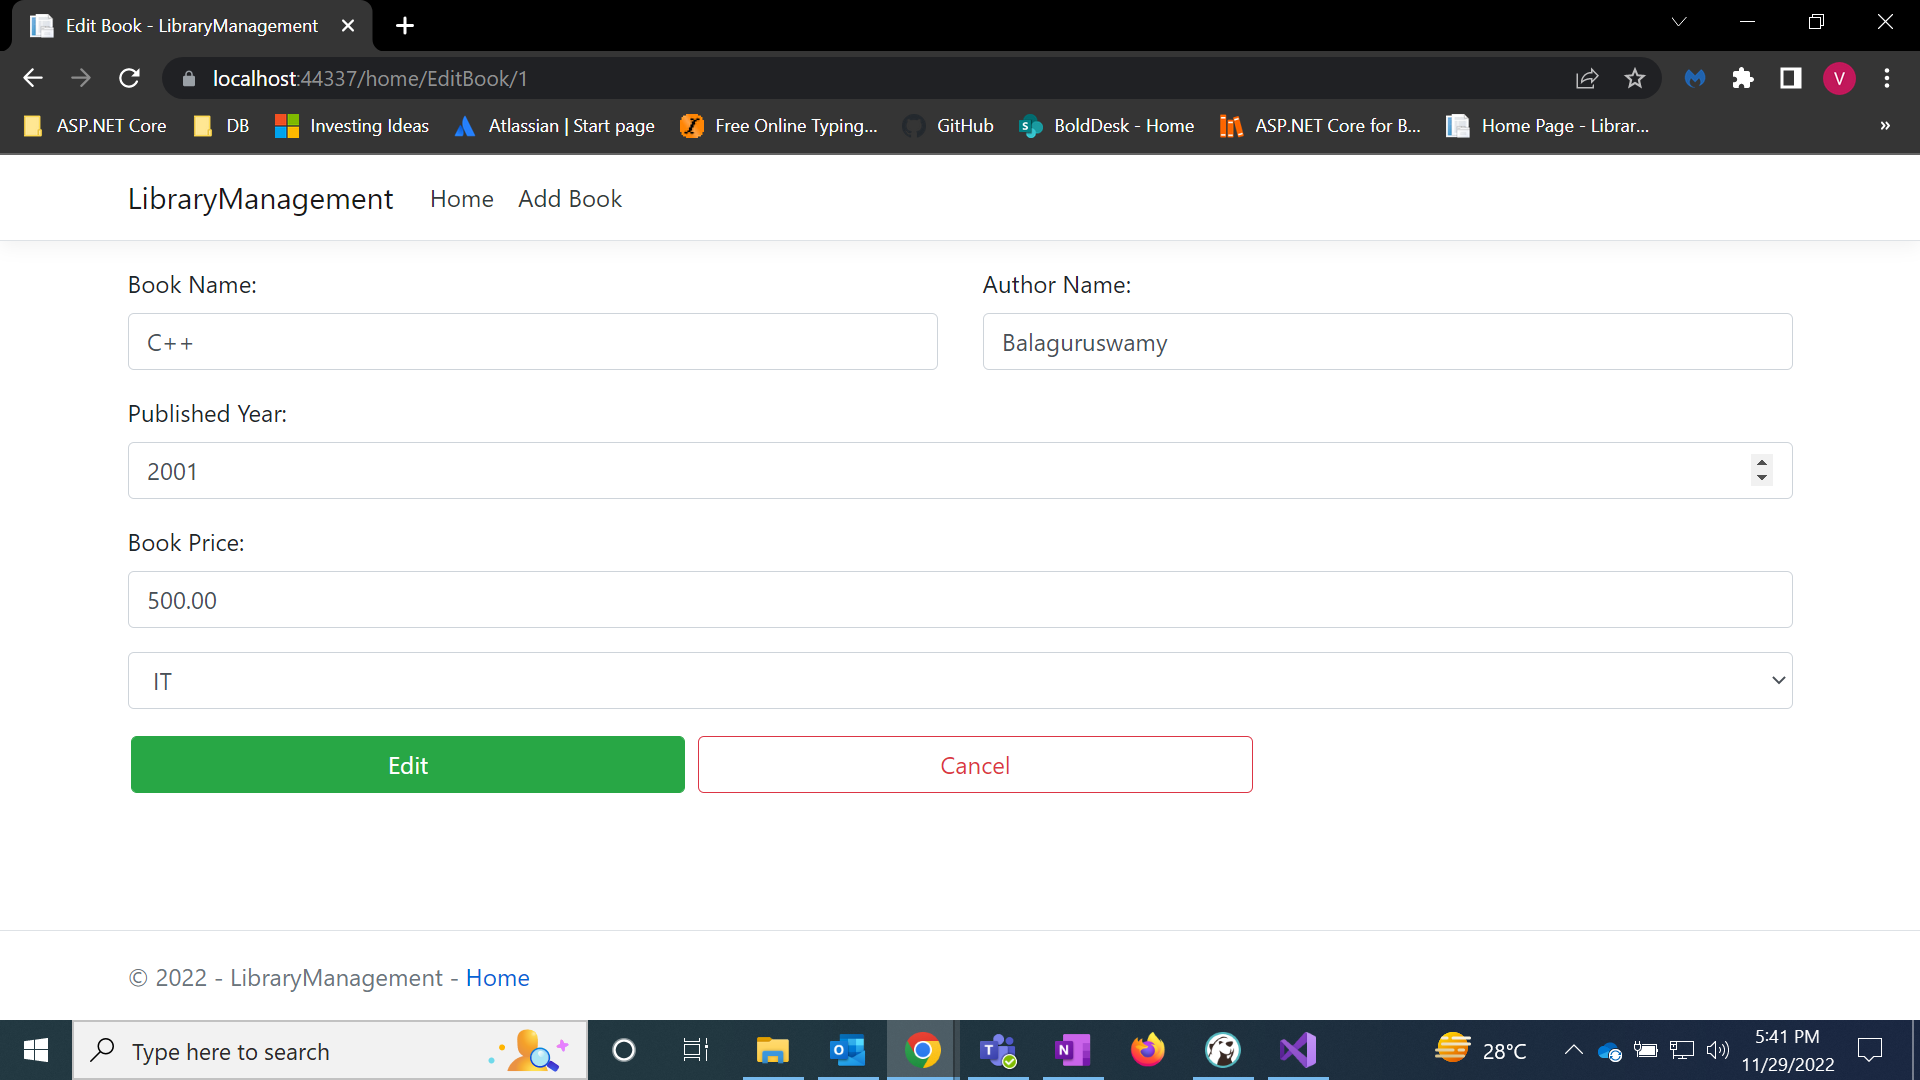 Edit Book - LibraryManagement
localhost:44337/home/EditBook/1
V
ASP.NET Core
DB
Investing Ideas
Atlassian | Start page
Free Online Typing...
GitHub
BoldDesk - Home
ASP.NET Core for B...
Home Page - Librar...
»
LibraryManagement
Home
Add Book
Book Name:
Author Name:
C++
Balaguruswamy
Published Year:
2001
Book Price:
500.00
IT
Edit
Cancel
© 2022 - LibraryManagement - Home
Type here to search
28°C
5:41 PM
11/29/2022